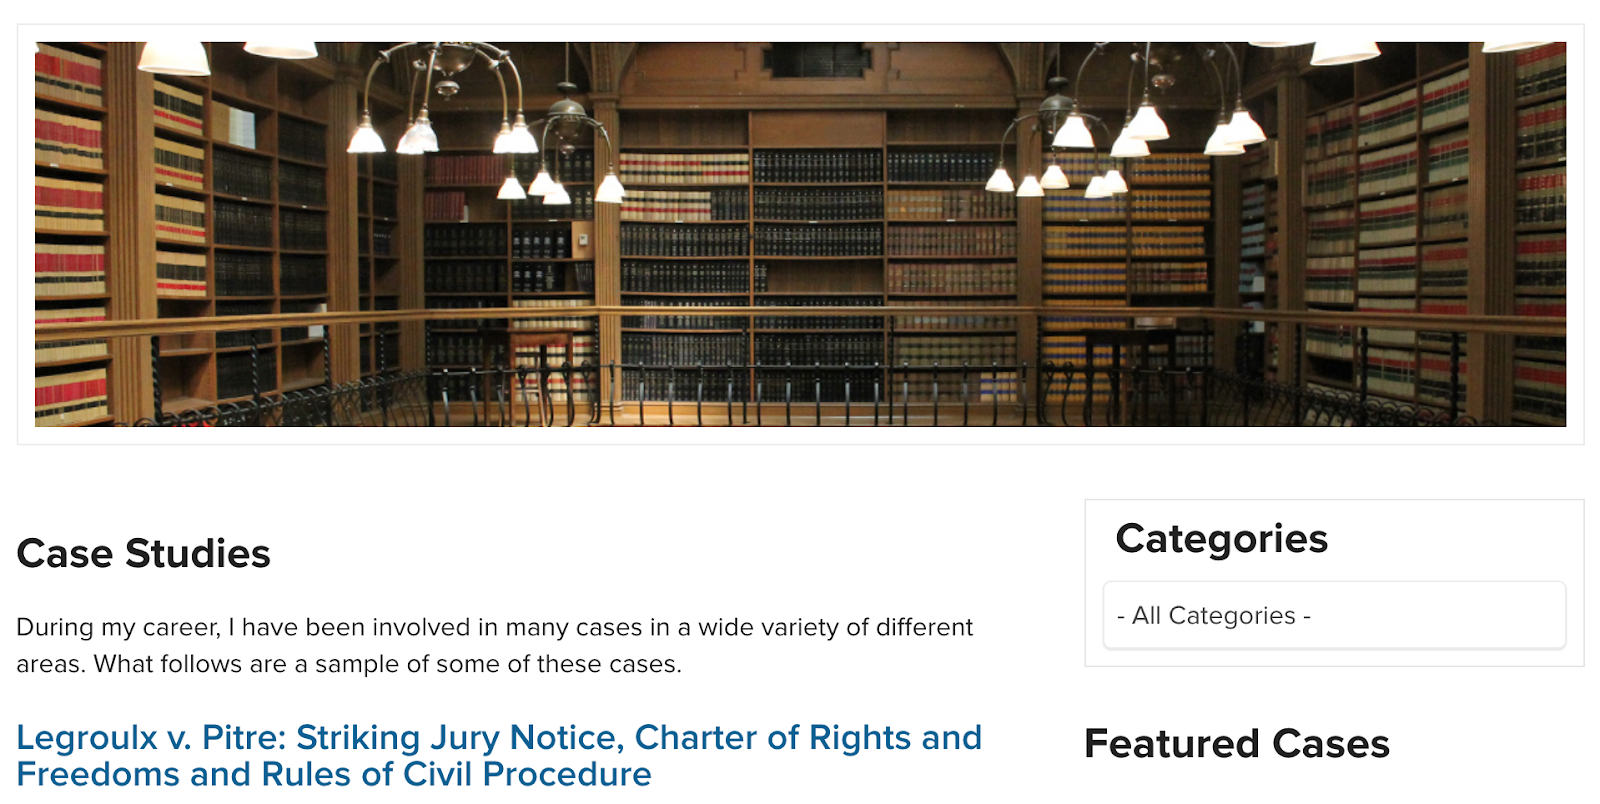 Case Studies
During my career, I have been involved in many cases in a wide variety of different
areas. What follows are a sample of some of these cases.
Legroulx v. Pitre: Striking Jury Notice, Charter of Rights and
Freedoms and Rules of Civil Procedure
Categories
- All Categories -
Featured Cases